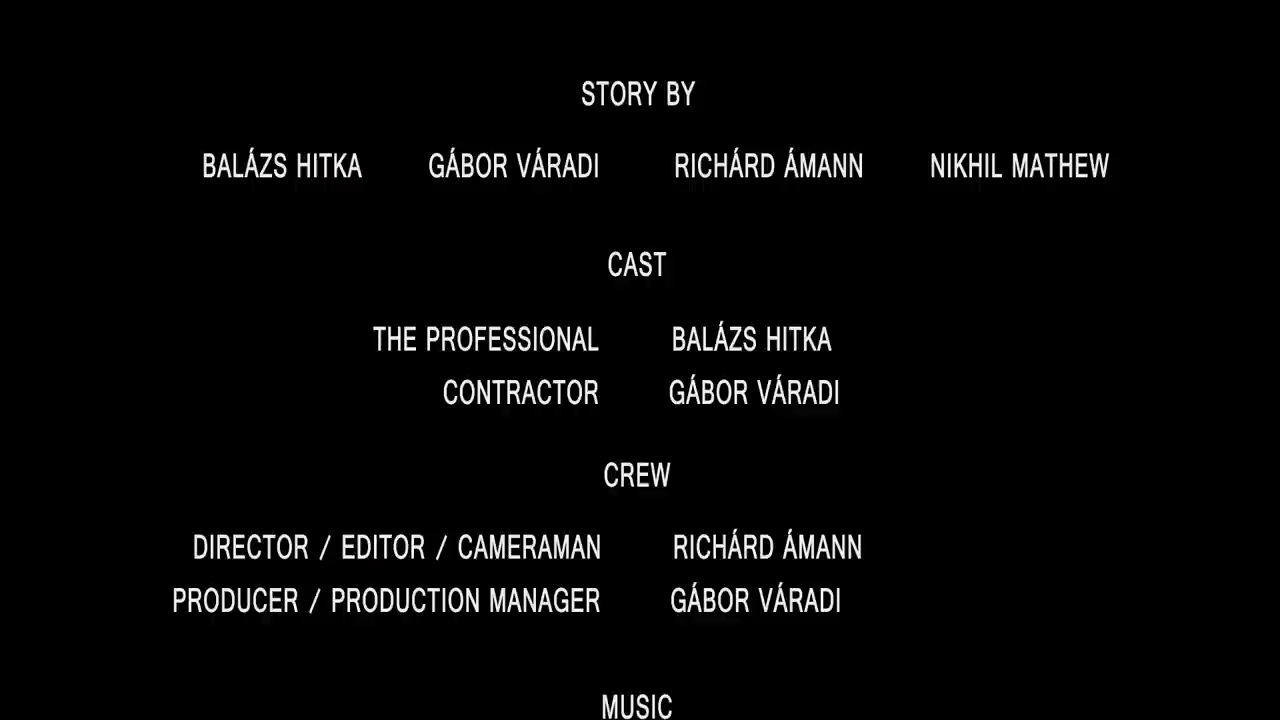 STORY BY
BALÁZS HITKA GÁBOR VÁRADI RICHÁRD ÁMANN NIKHIL MATHEW
CAST
THE PROFESSIONAL BALÁZS HITKA
CONTRACTOR GÁBOR VÁRADI
CREW
DIRECTOR / EDITOR / CAMERAMAN RICHÁRD ÁMANN
PRODUCER / PRODUCTION MANAGER GÁBOR VÁRADI
MUSIC